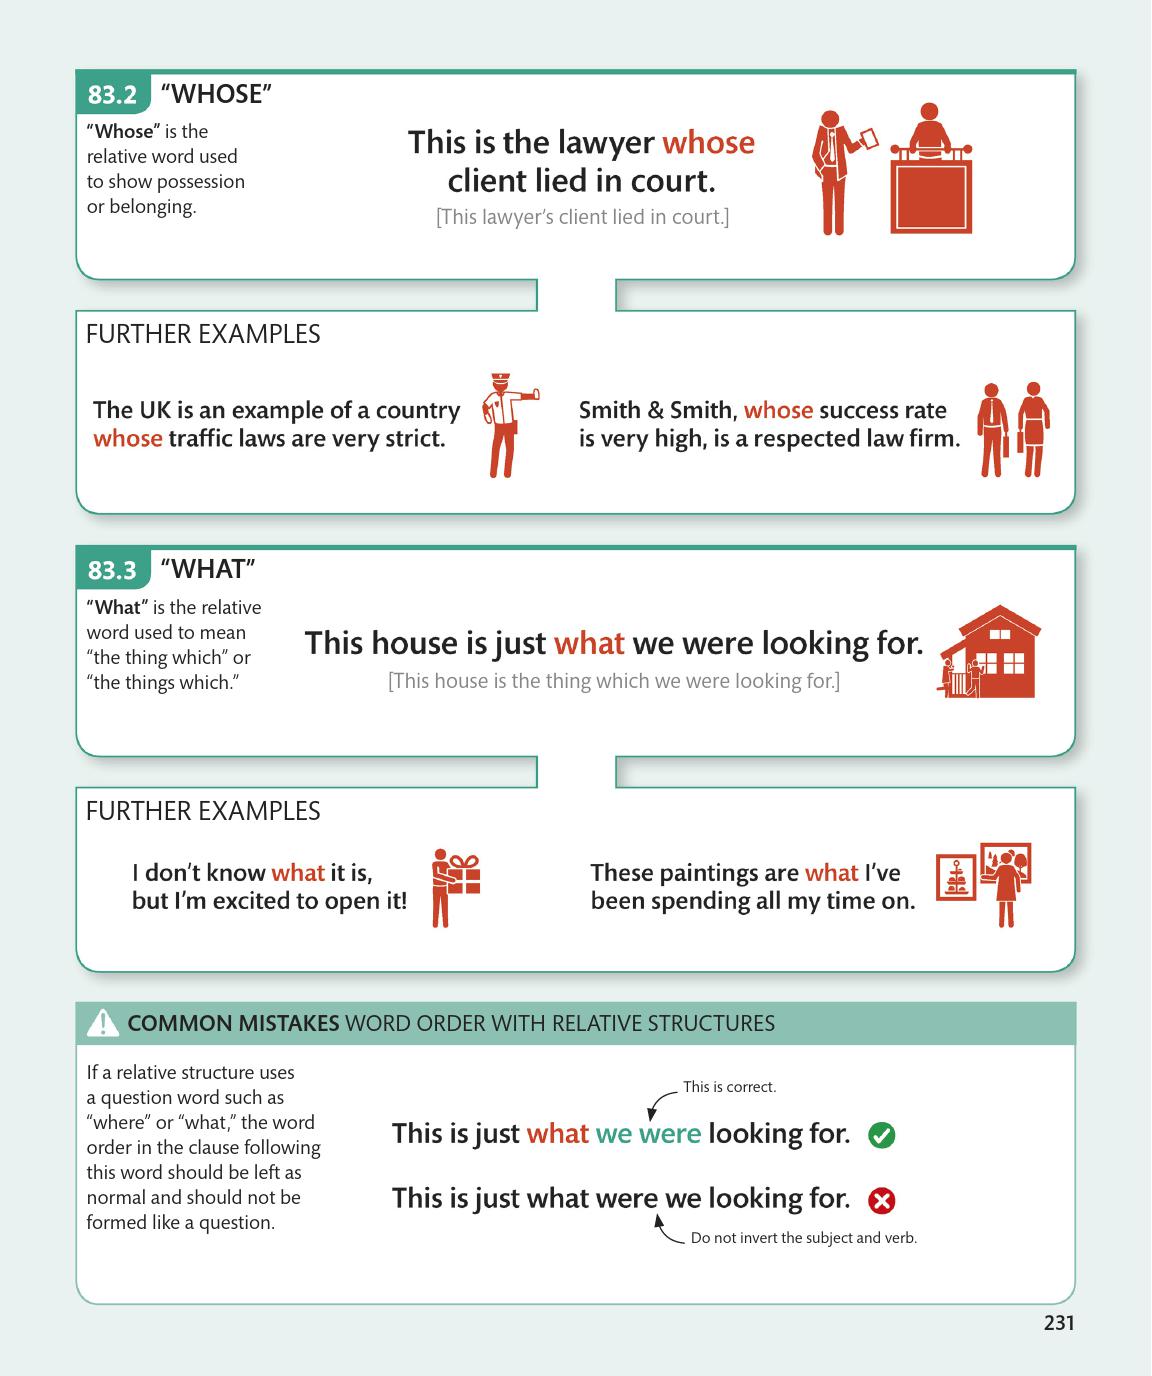 83.2 “WHOSE”
“Whose” is the
relative word used
to show possession
or belonging.
This is the lawyer whose
client lied in court.
[This lawyer’s client lied in court.]
FURTHER EXAMPLES
The UK is an example of a country
whose traffic laws are very strict.
Smith & Smith, whose success rate
is very high, is a respected law firm.
83.3 “WHAT”
“What” is the relative
word used to mean
“the thing which” or
“the things which.”
This house is just what we were looking for.
[This house is the thing which we were looking for.]
FURTHER EXAMPLES
I don’t know what it is,
but I’m excited to open it!
These paintings are what I’ve
been spending all my time on.
COMMON MISTAKES WORD ORDER WITH RELATIVE STRUCTURES
If a relative structure uses
a question word such as
“where” or “what,” the word
order in the clause following
this word should be left as
normal and should not be
formed like a question.
This is correct.
This is just what we were looking for.
This is just what were we looking for.
Do not invert the subject and verb.
231